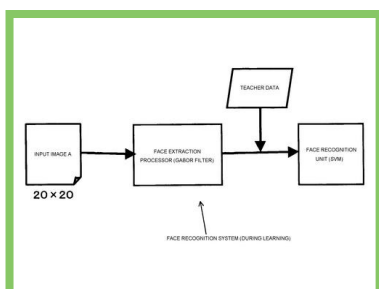 TEACHER DATA
INPUT IMAGE A
FACE EXTRACTION
PROCESSOR (GABOR FILTER)
FACE RECOGNITION
UNIT (SVM)
20 × 20
FACE RECOGNITION SYSTEM (DURING LEARNING)